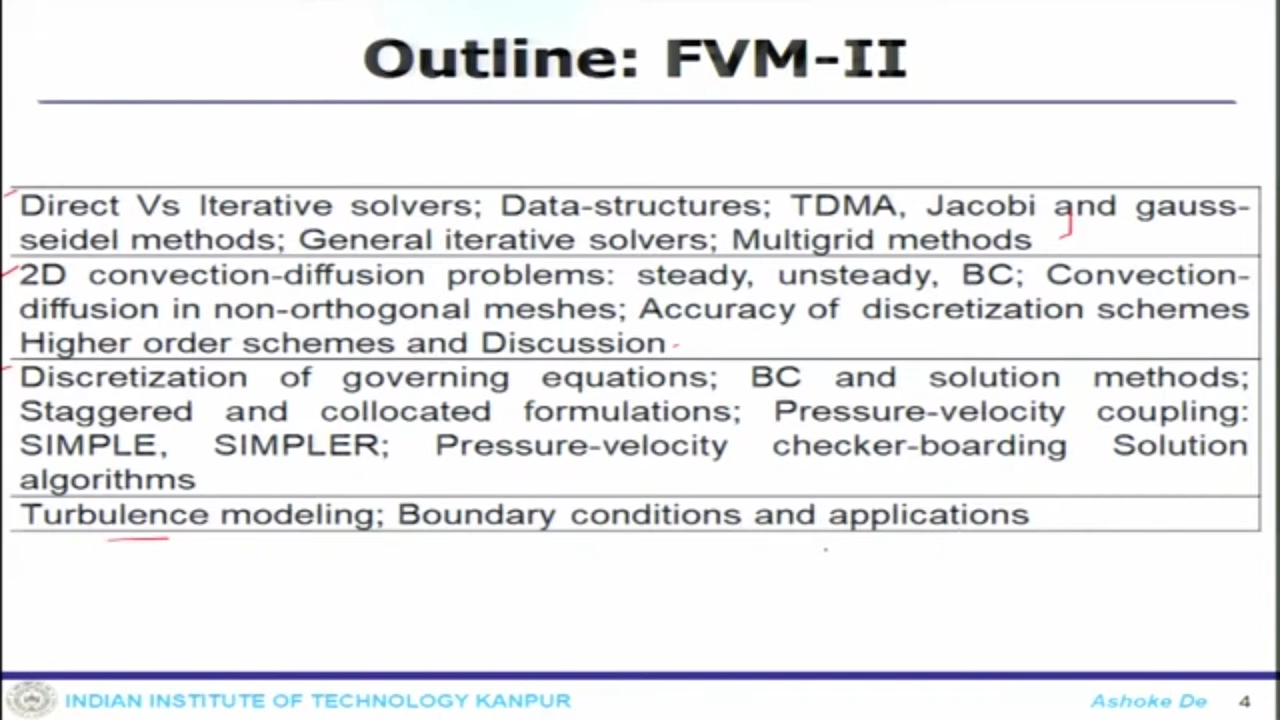 Outline: FVM-II
Direct Vs Iterative solvers; Data-structures; TDMA, Jacobi and gauss-
seidel methods; General iterative solvers; Multigrid methods
2D convection-diffusion problems: steady, unsteady, BC; Convection-
diffusion in non-orthogonal meshes; Accuracy of discretization schemes
Higher order schemes and Discussion
Discretization of governing equations; BC and solution methods;
Staggered and collocated formulations; Pressure-velocity coupling:
SIMPLE, SIMPLER; Pressure-velocity checker-boarding Solution
algorithms
Turbulence modeling; Boundary conditions and applications
INDIAN INSTITUTE OF TECHNOLOGY KANPUR Ashoke De 4